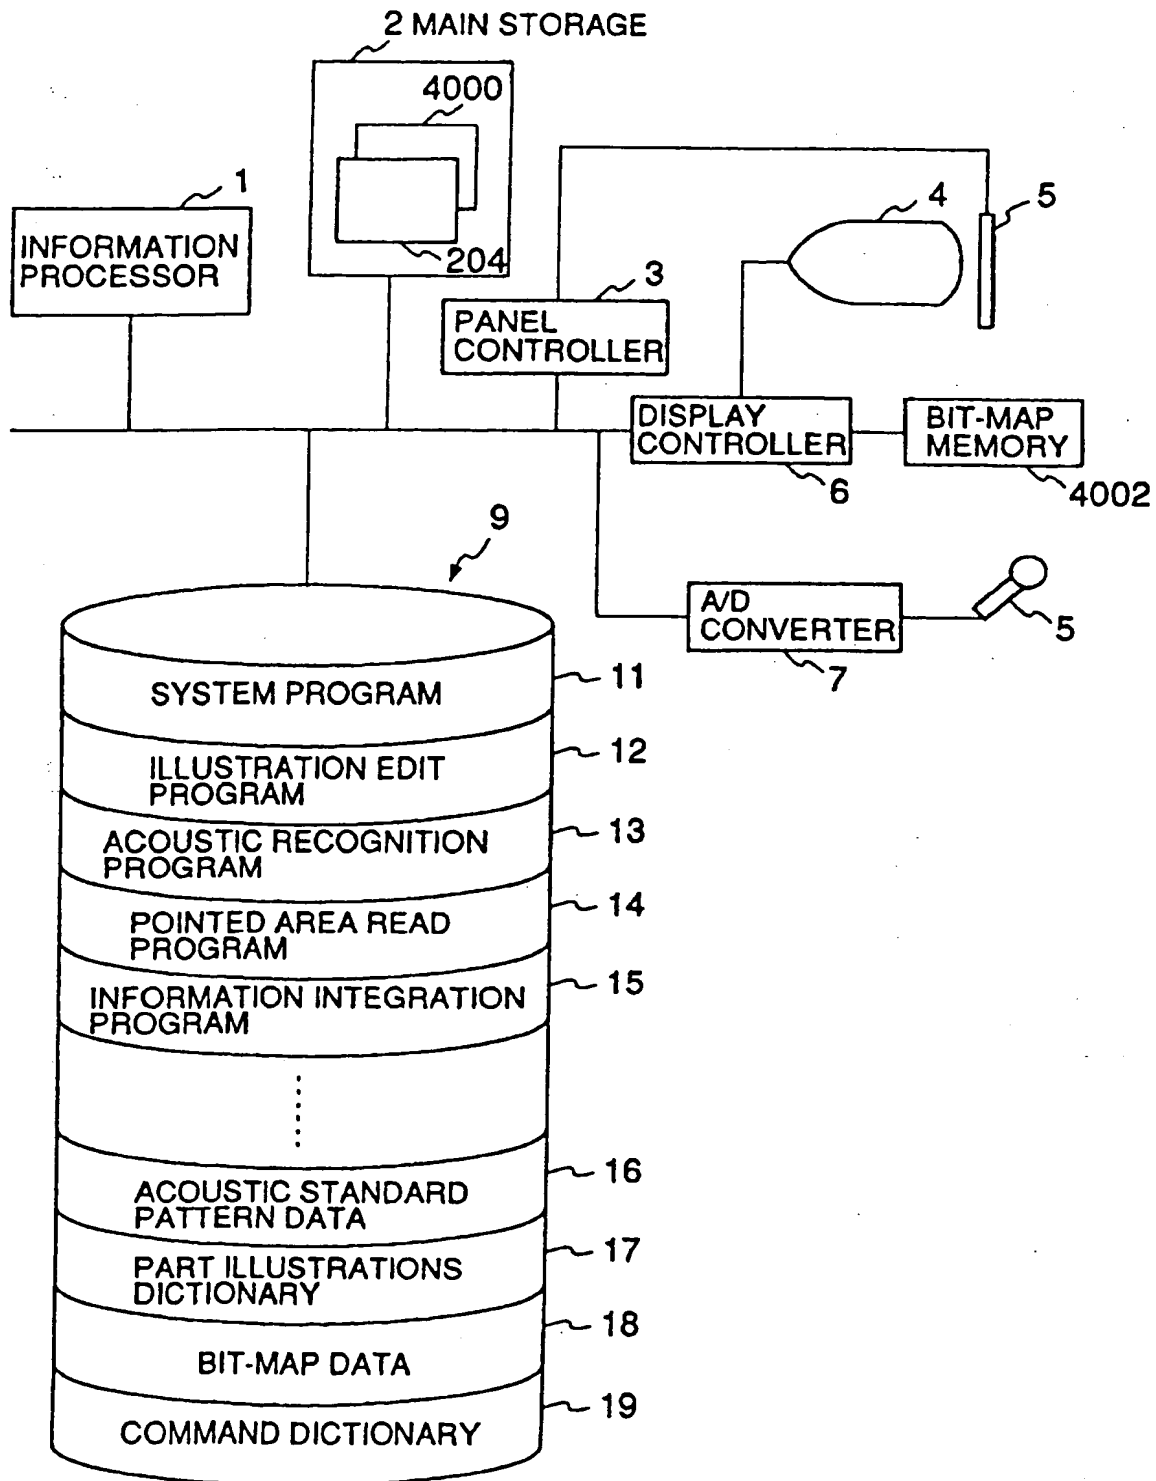 2 MAIN STORAGE
4000
204
1
INFORMATION
PROCESSOR
3
PANEL
CONTROLLER
4
5
DISPLAY
CONTROLLER
6
BIT-MAP
MEMORY
4002
9
A/D
CONVERTER
7
5
SYSTEM PROGRAM
11
ILLUSTRATION EDIT
PROGRAM
12
ACOUSTIC RECOGNITION
PROGRAM
13
POINTED AREA READ
PROGRAM
14
INFORMATION INTEGRATION
PROGRAM
15
ACOUSTIC STANDARD
PATTERN DATA
16
PART ILLUSTRATIONS
DICTIONARY
17
BIT-MAP DATA
18
COMMAND DICTIONARY
19